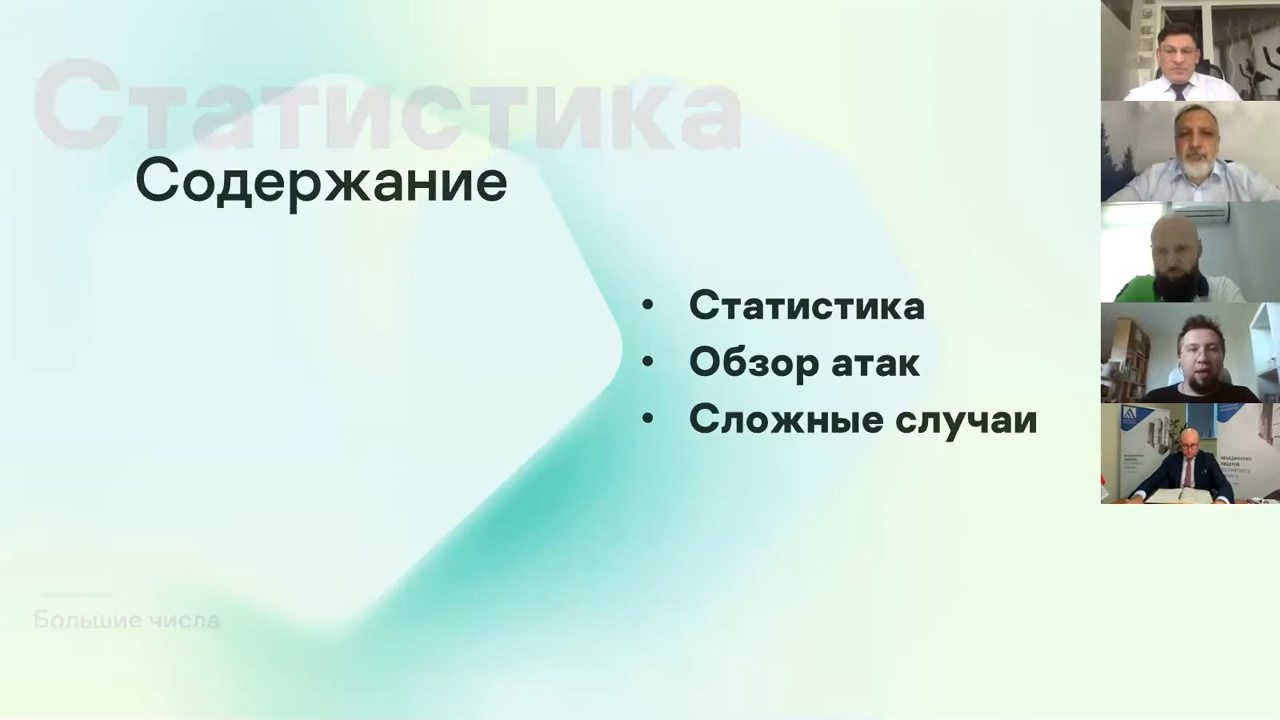 Статистика
Содержание
• Статистика
• Обзор атак
• Сложные случаи
Большие числа